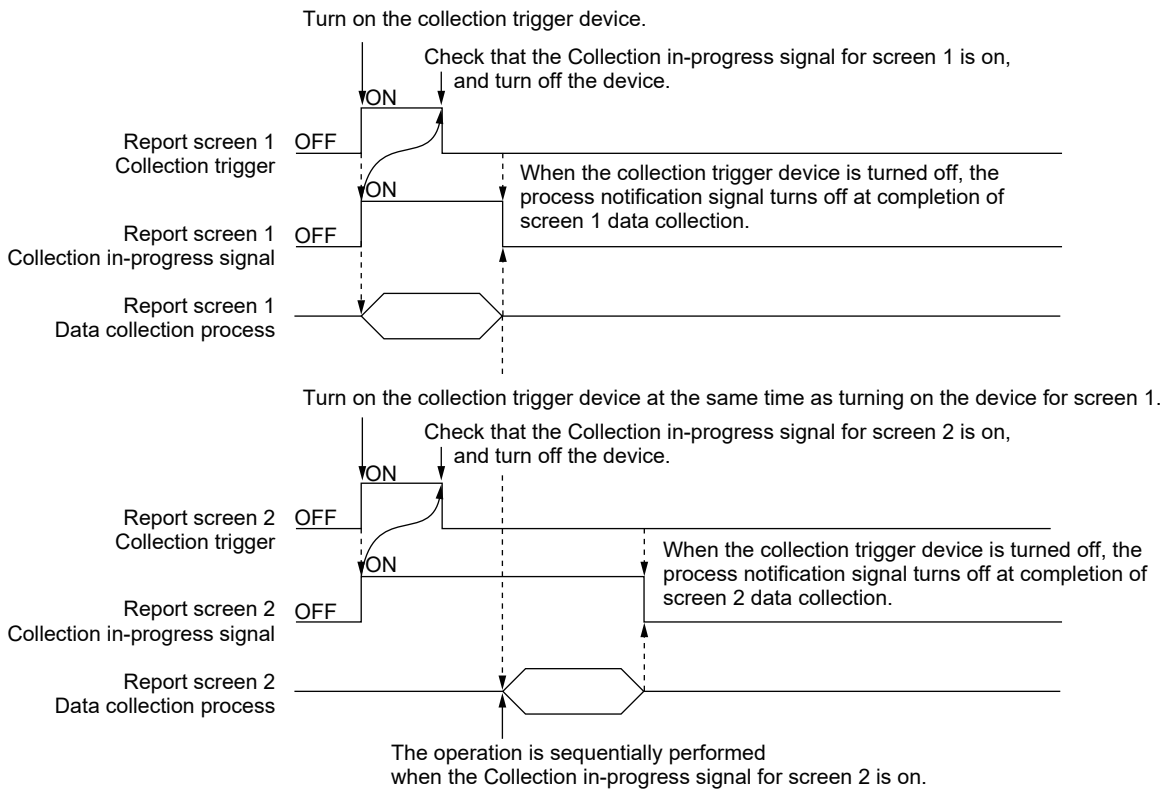 Turn on the collection trigger device.
Check that the Collection in-progress signal for screen 1 is on,
and turn off the device.
ON
Report screen 1
Collection trigger
OFF
When the collection trigger device is turned off, the
process notification signal turns off at completion of
screen 1 data collection.
ON
Report screen 1
Collection in-progress signal
OFF
Report screen 1
Data collection process
Turn on the collection trigger device at the same time as turning on the device for screen 1.
Check that the Collection in-progress signal for screen 2 is on,
and turn off the device.
ON
Report screen 2
Collection trigger
OFF
When the collection trigger device is turned off, the
process notification signal turns off at completion of
screen 2 data collection.
ON
Report screen 2
Collection in-progress signal
OFF
Report screen 2
Data collection process
The operation is sequentially performed
when the Collection in-progress signal for screen 2 is on.